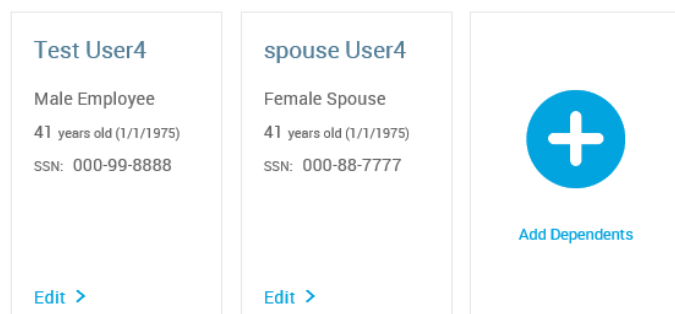 Test User4
Male Employee
41 years old (1/1/1975)
SSN: 000-99-8888
Edit >
spouse User4
Female Spouse
41 years old (1/1/1975)
SSN: 000-88-7777
Edit >
Add Dependents